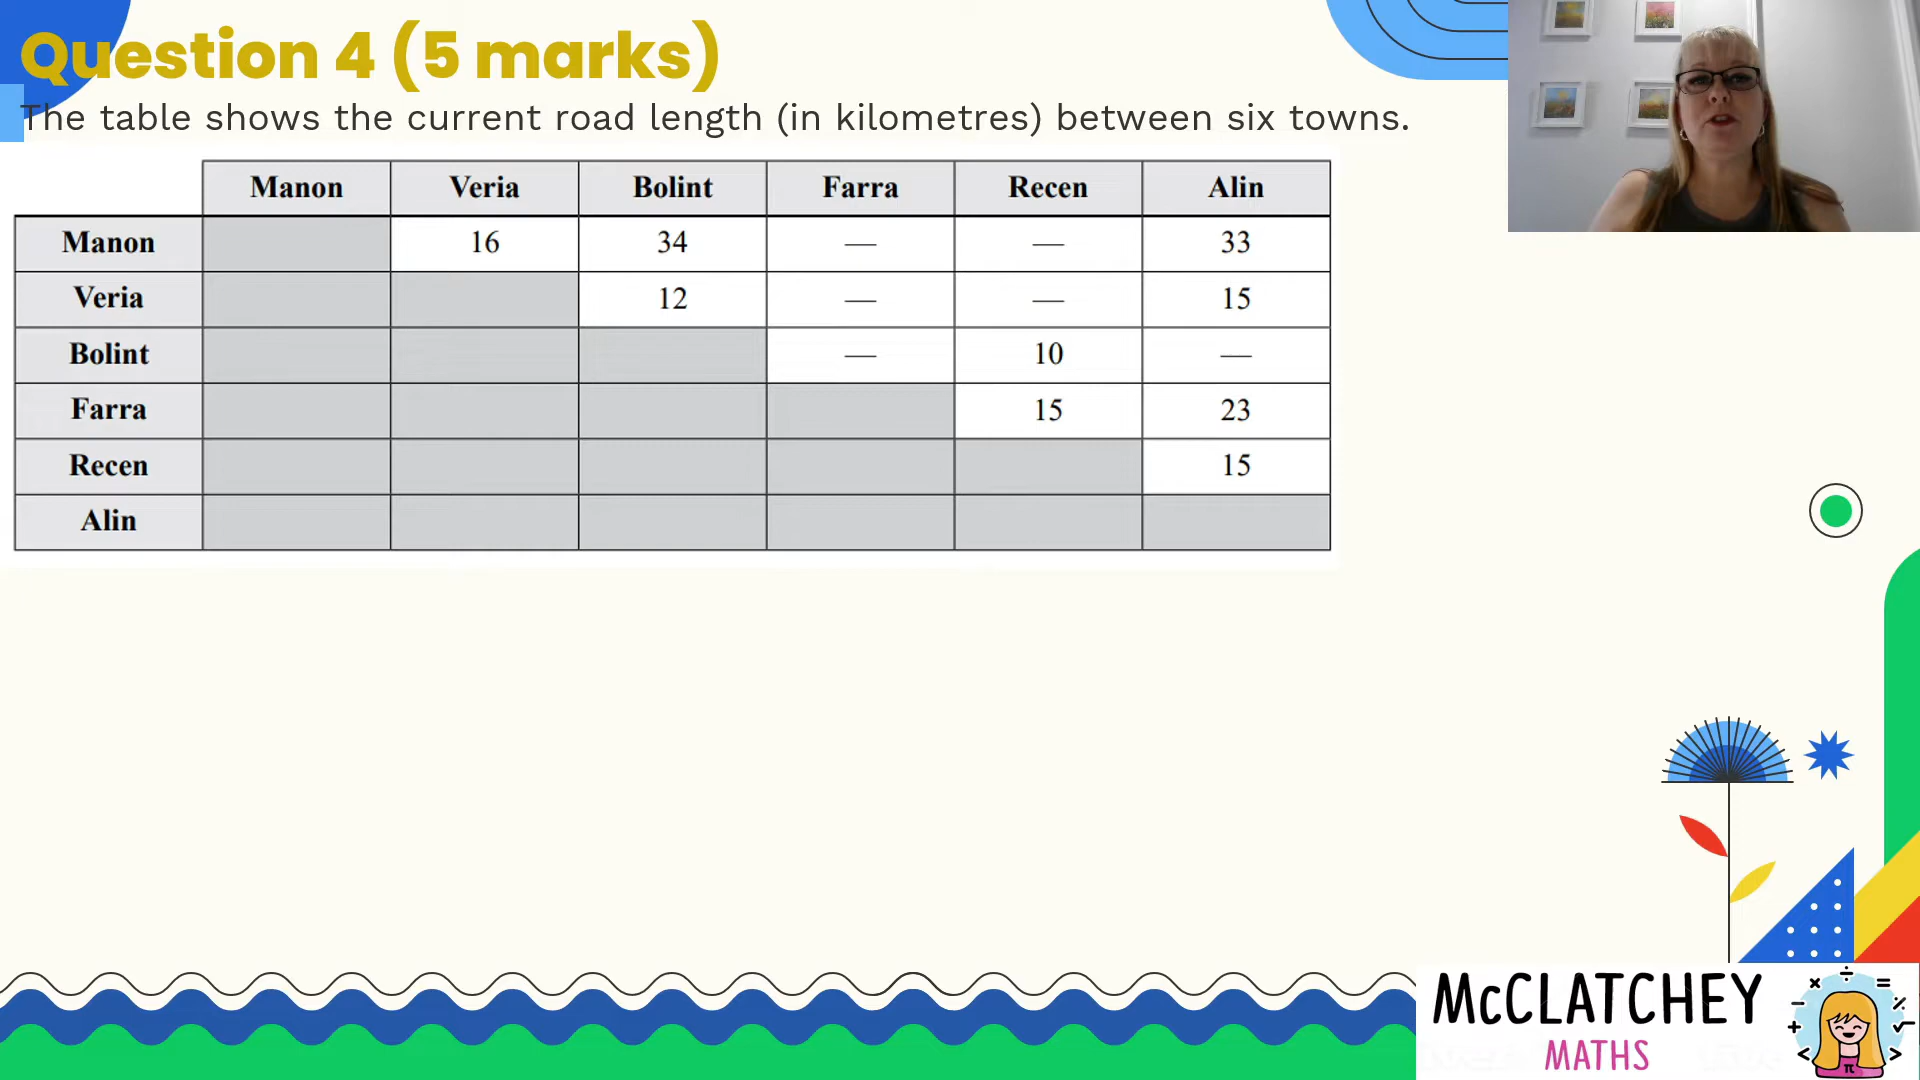 Question 4 (5 marks)
The table shows the current road length (in kilometres) between six towns.
Manon Veria Bolint Farra Recen Alin
Manon 16 34 — — 33
Veria 12 — — 15
Bolint — 10 —
Farra 15 23
Recen 15
Alin
McCLATCHEY
MATHS
π